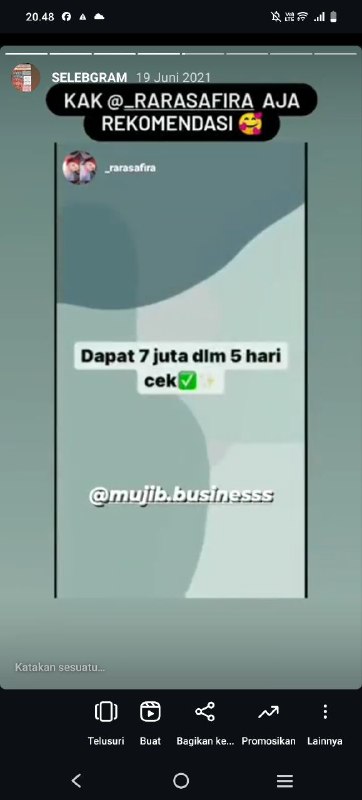 20.48
SELEBGRAM 19 Juni 2021
KAK @_RARASAFIRA AJA
REKOMENDASI 🥰
_rarasafira
Dapat 7 juta dlm 5 hari
cek✅✨
@mujib.businesss
Katakan sesuatu...
Telusuri Buat Bagikan ke... Promosikan Lainnya